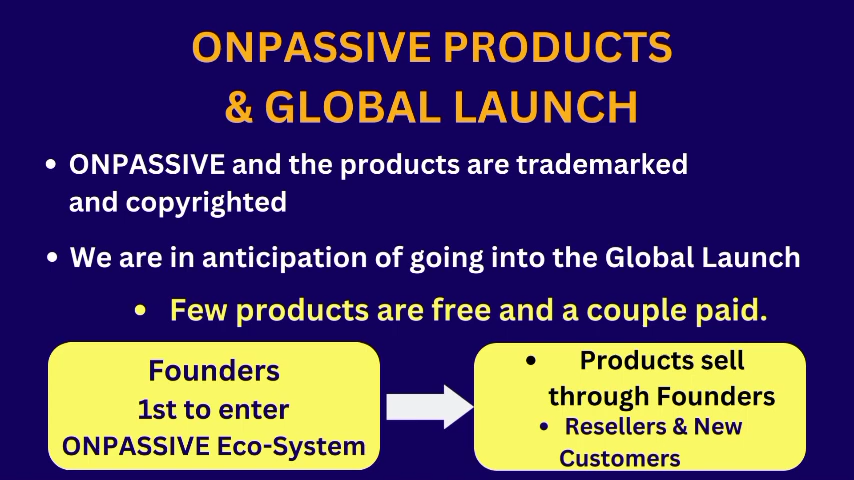 ONPASSIVE PRODUCTS
& GLOBAL LAUNCH
• ONPASSIVE and the products are trademarked
and copyrighted
• We are in anticipation of going into the Global Launch
• Few products are free and a couple paid.
Founders
1st to enter
ONPASSIVE Eco-System
• Products sell
through Founders
• Resellers & New
Customers